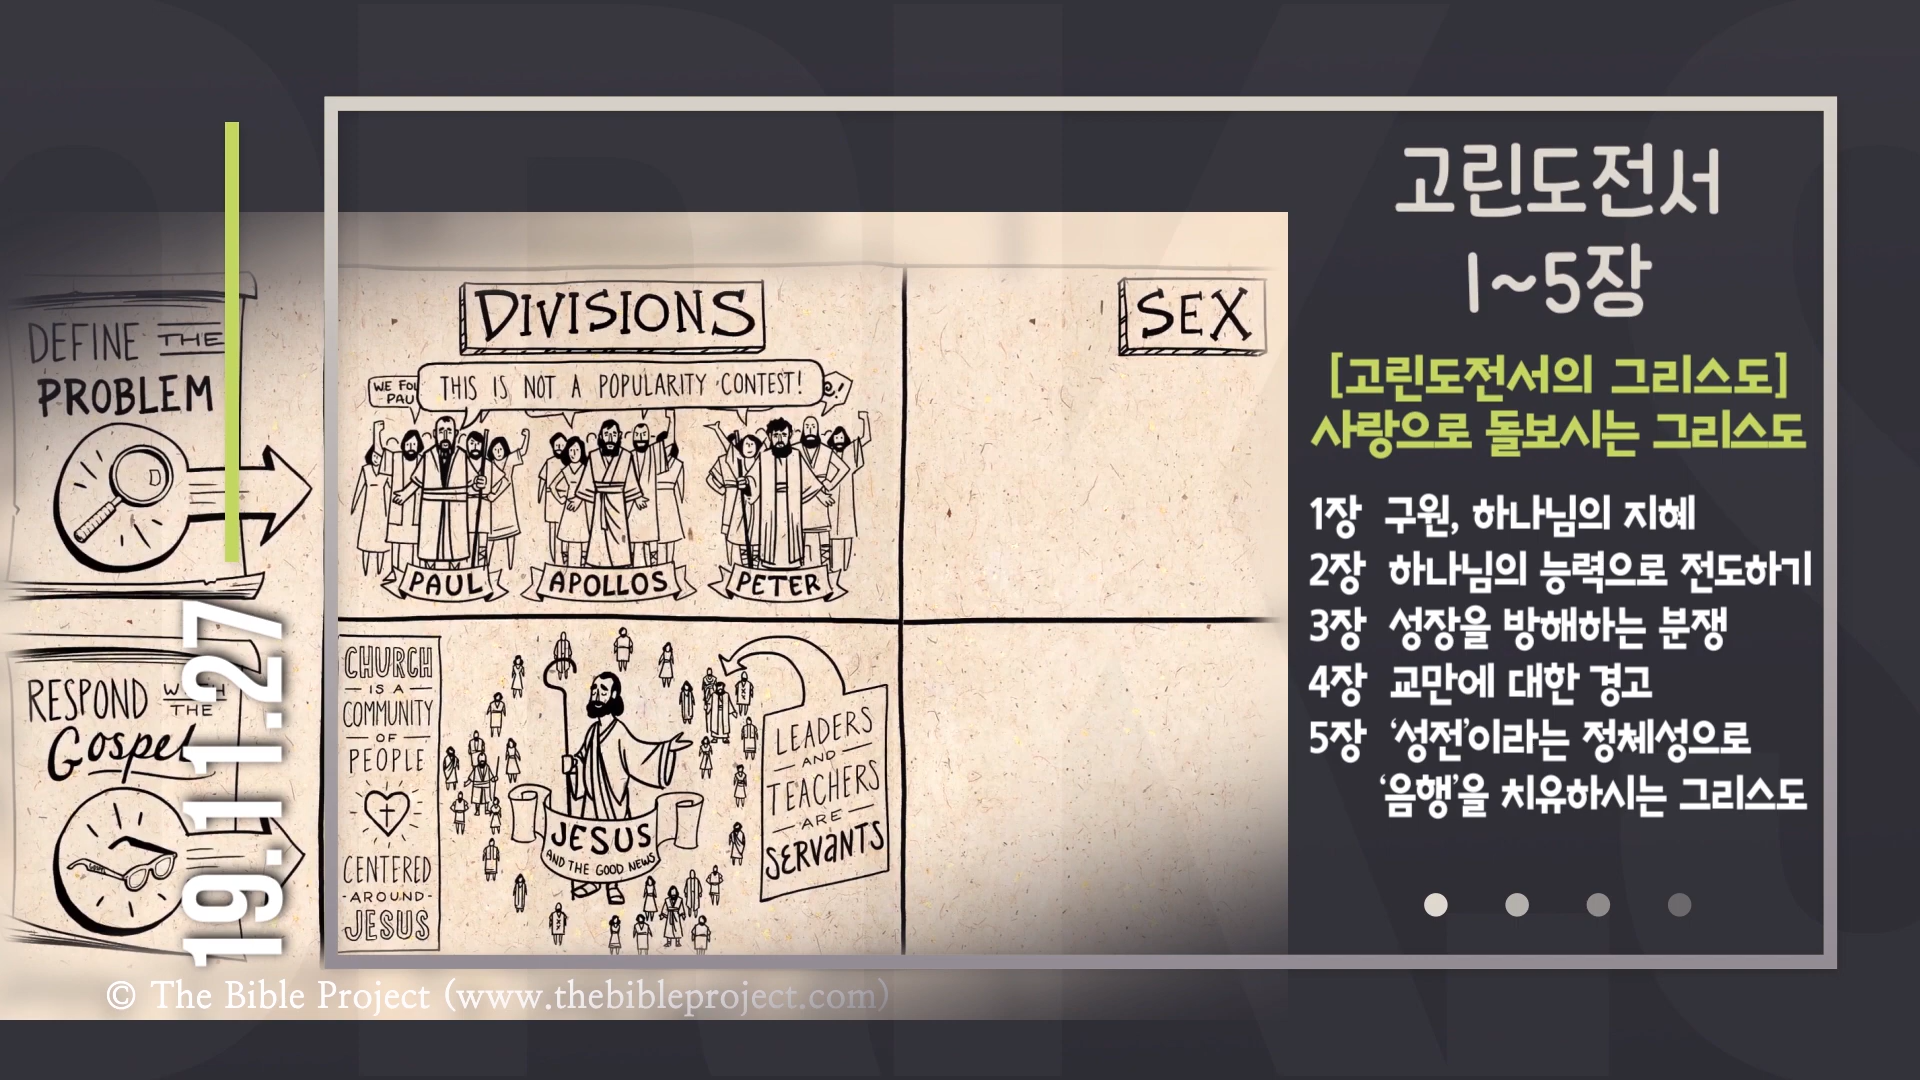 DEFINE THE
PROBLEM
RESPOND WITH
THE
Gospel
19.11.27
DIVISIONS
WE FOL
PAU
THIS IS NOT A POPULARITY CONTEST!
PAUL
APOLLOS
PETER
SEX
CHURCH
IS A
COMMUNITY
OF
PEOPLE
CENTERED
-AROUND-
JESUS
JESUS
AND THE GOOD NEWS
LEADERS
AND
TEACHERS
ARE
SERVANTS
고린도전서
1~5장
[고린도전서의 그리스도]
사랑으로 돌보시는 그리스도
1장 구원, 하나님의 지혜
2장 하나님의 능력으로 전도하기
3장 성장을 방해하는 분쟁
4장 교만에 대한 경고
5장 ‘성전’이라는 정체성으로
‘음행’을 치유하시는 그리스도
© The Bible Project (www.thebibleproject.com)